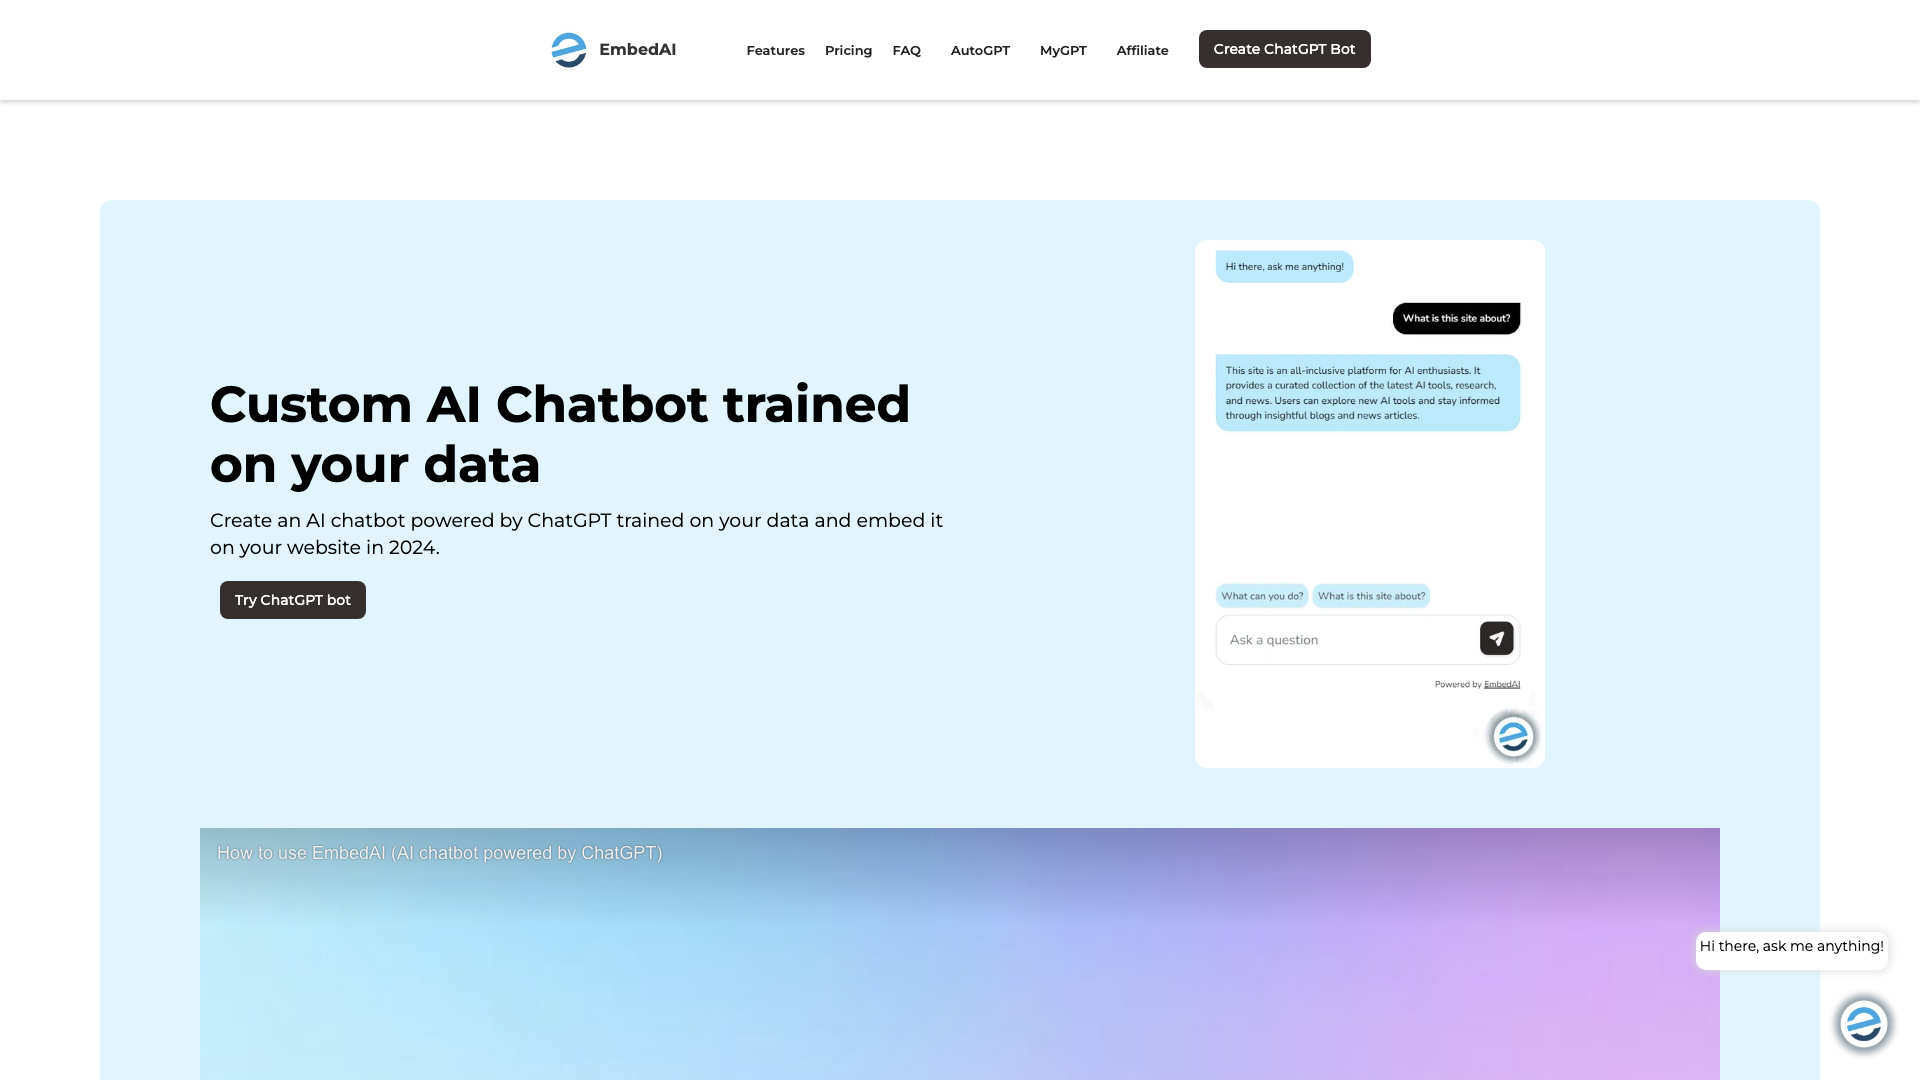 EmbedAI
Features
Pricing
FAQ
AutoGPT
MyGPT
Affiliate
Create ChatGPT Bot
Custom AI Chatbot trained
on your data
Create an AI chatbot powered by ChatGPT trained on your data and embed it
on your website in 2024.
Try ChatGPT bot
Hi there, ask me anything!
What is this site about?
This site is an all-inclusive platform for AI enthusiasts. It
provides a curated collection of the latest AI tools, research,
and news. Users can explore new AI tools and stay informed
through insightful blogs and news articles.
What can you do?
What is this site about?
Ask a question
Powered by EmbedAI
How to use EmbedAI (AI chatbot powered by ChatGPT)
Hi there, ask me anything!